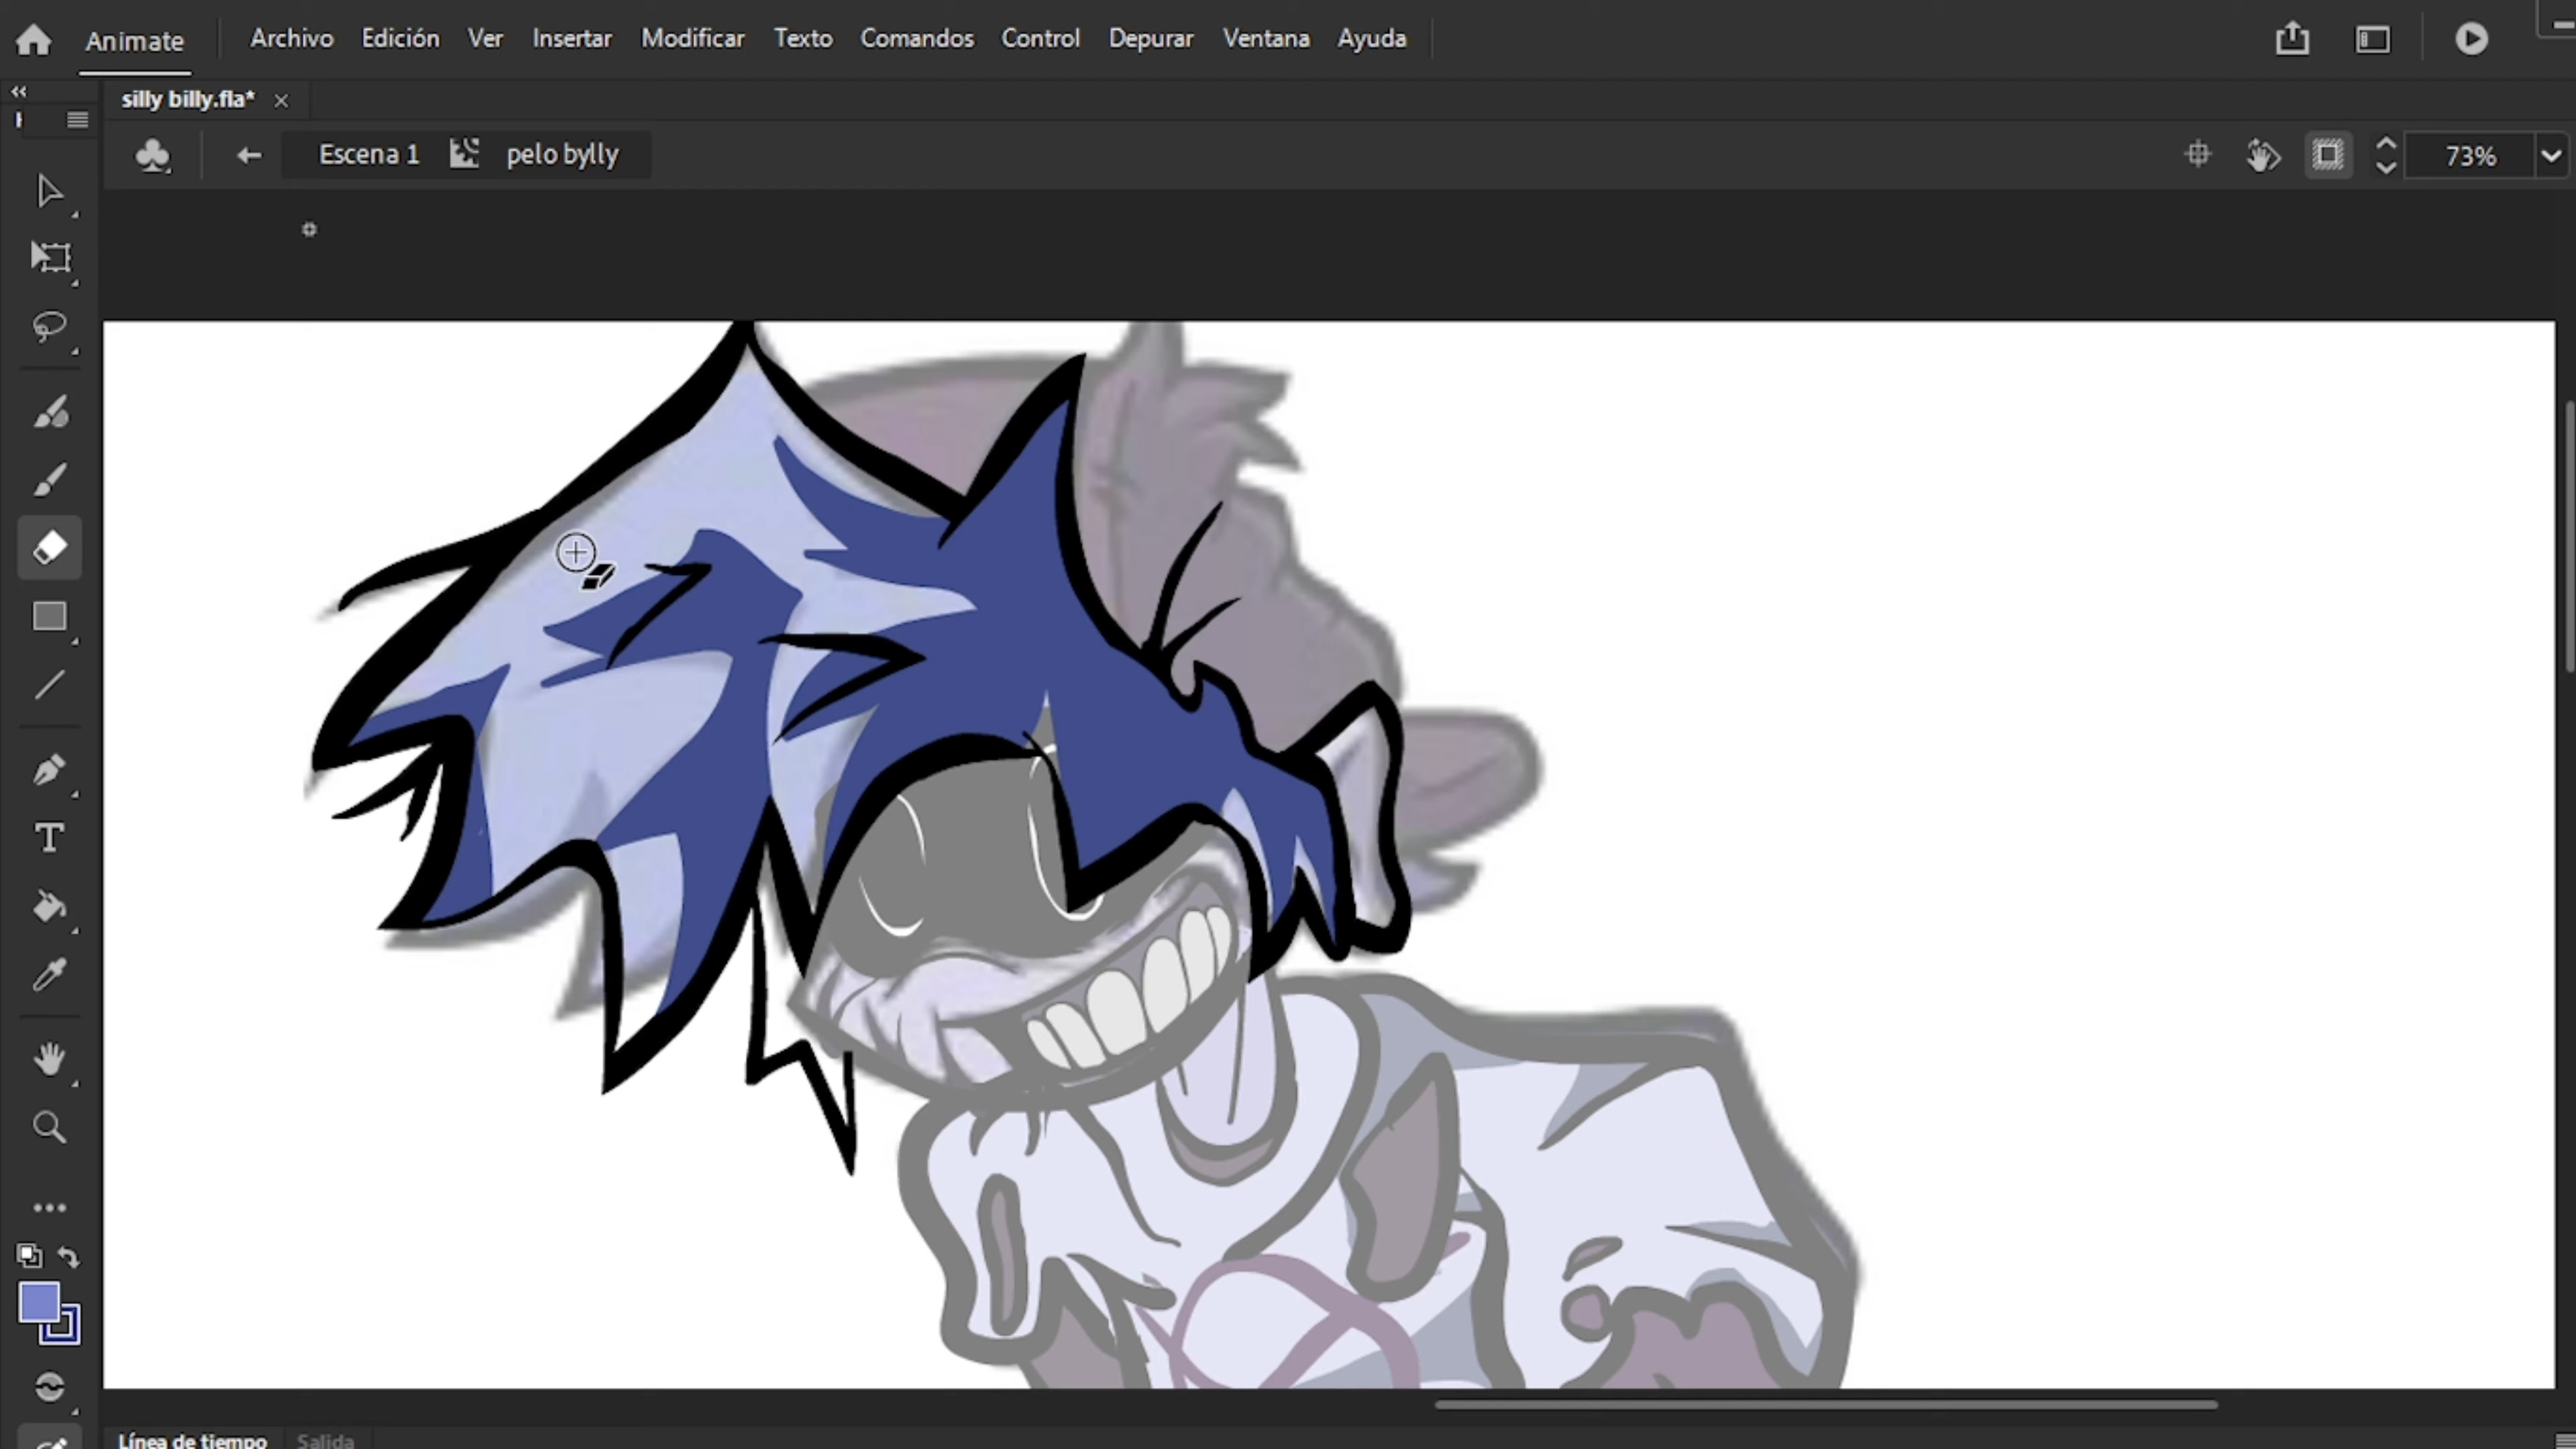 Animate Archivo Edición Ver Insertar Modificar Texto Comandos Control Depurar Ventana Ayuda
silly billy.fla*
Escena 1 pelo bylly 73%
Línea de tiempo Salida